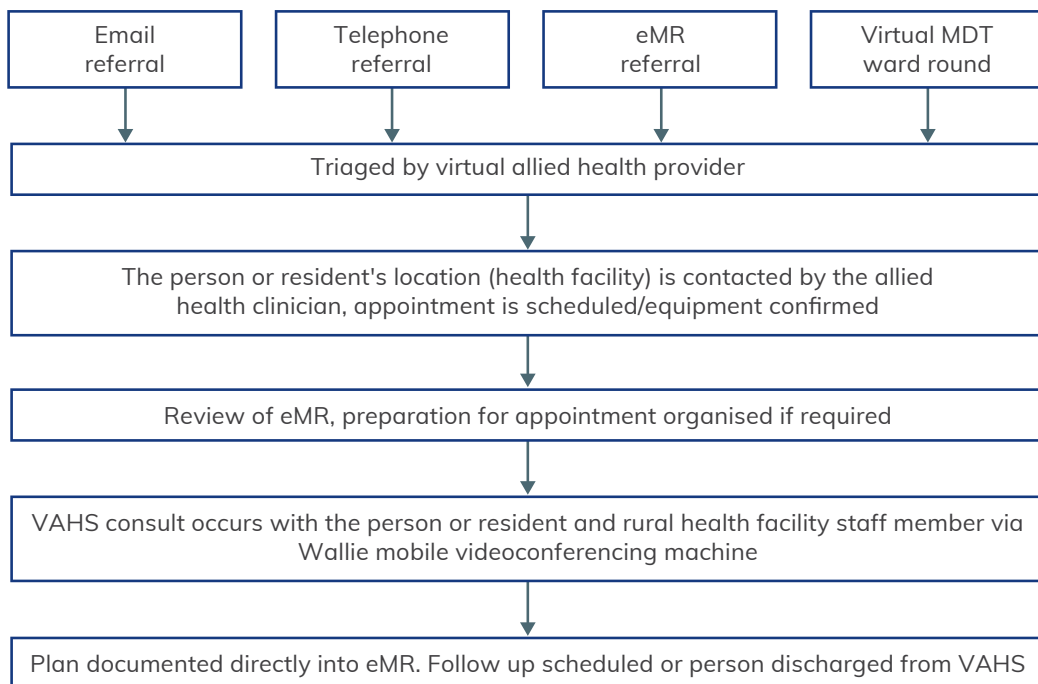 Email
referral
Telephone
referral
eMR
referral
Virtual MDT
ward round
Triaged by virtual allied health provider
The person or resident's location (health facility) is contacted by the allied
health clinician, appointment is scheduled/equipment confirmed
Review of eMR, preparation for appointment organised if required
VAHS consult occurs with the person or resident and rural health facility staff member via
Wallie mobile videoconferencing machine
Plan documented directly into eMR. Follow up scheduled or person discharged from VAHS